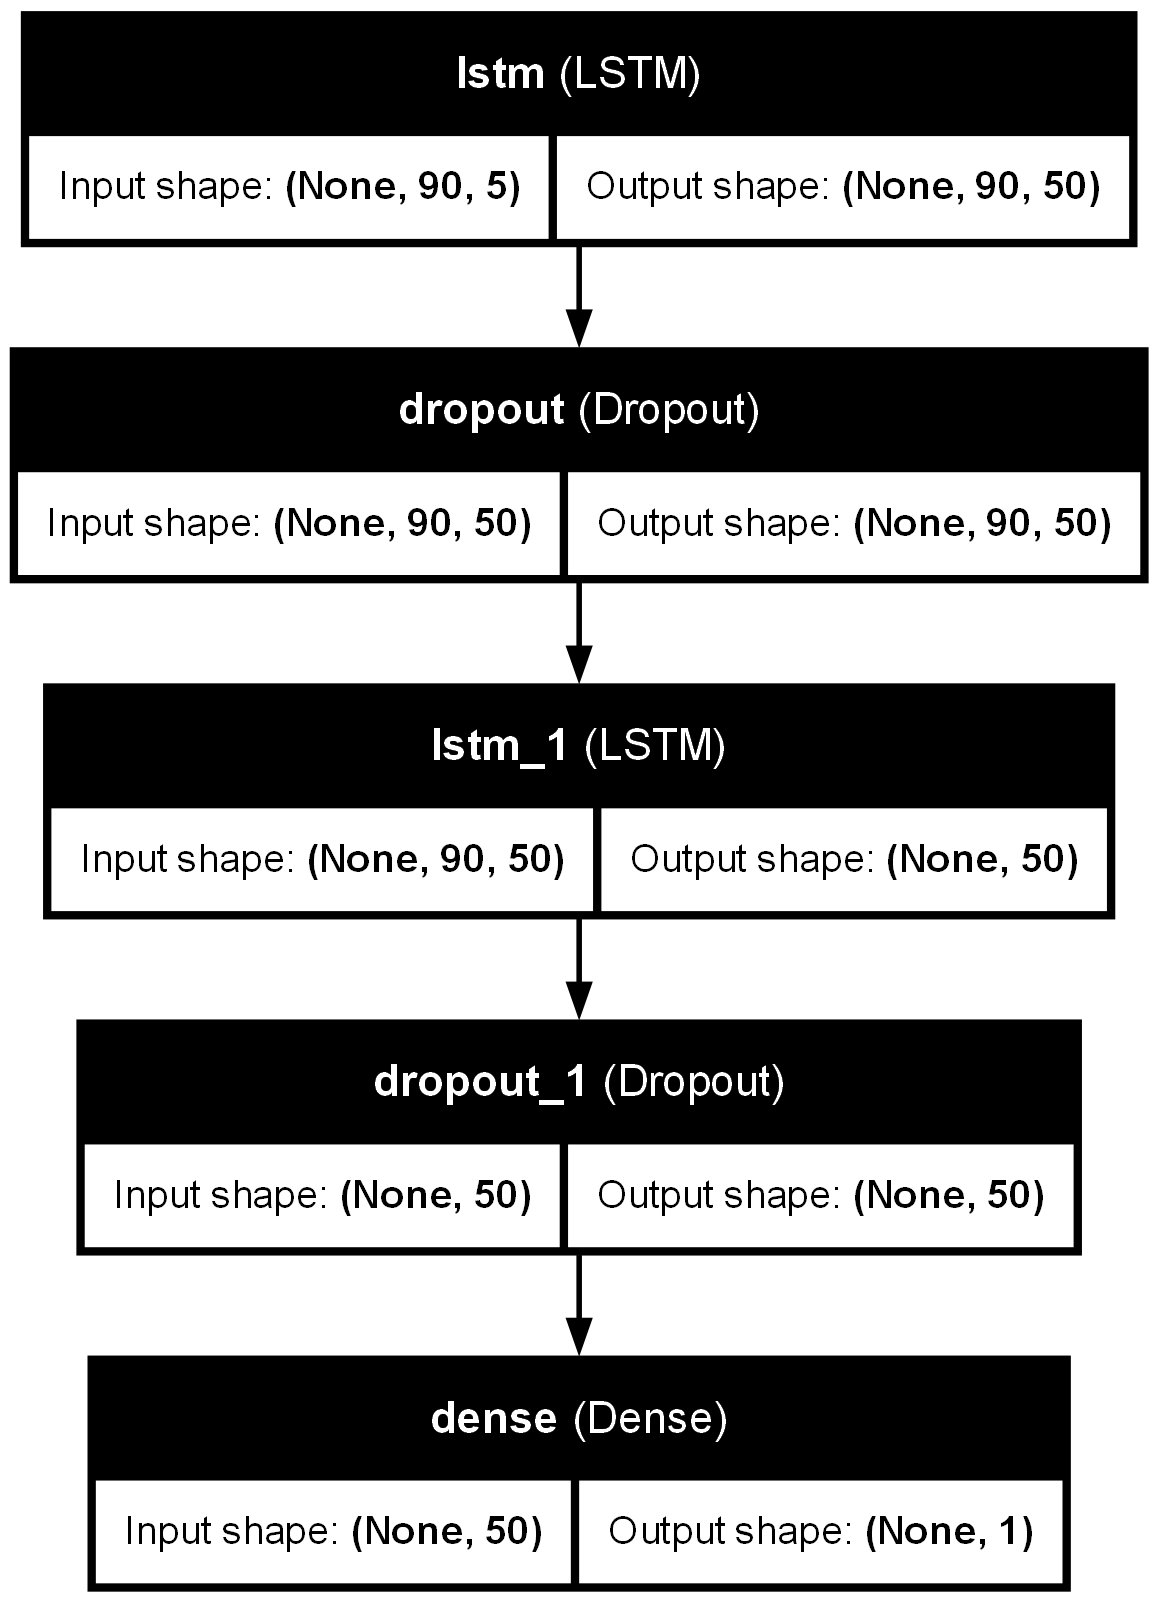 lstm (LSTM)
Input shape: (None, 90, 5) Output shape: (None, 90, 50)
dropout (Dropout)
Input shape: (None, 90, 50) Output shape: (None, 90, 50)
lstm_1 (LSTM)
Input shape: (None, 90, 50) Output shape: (None, 50)
dropout_1 (Dropout)
Input shape: (None, 50) Output shape: (None, 50)
dense (Dense)
Input shape: (None, 50) Output shape: (None, 1)